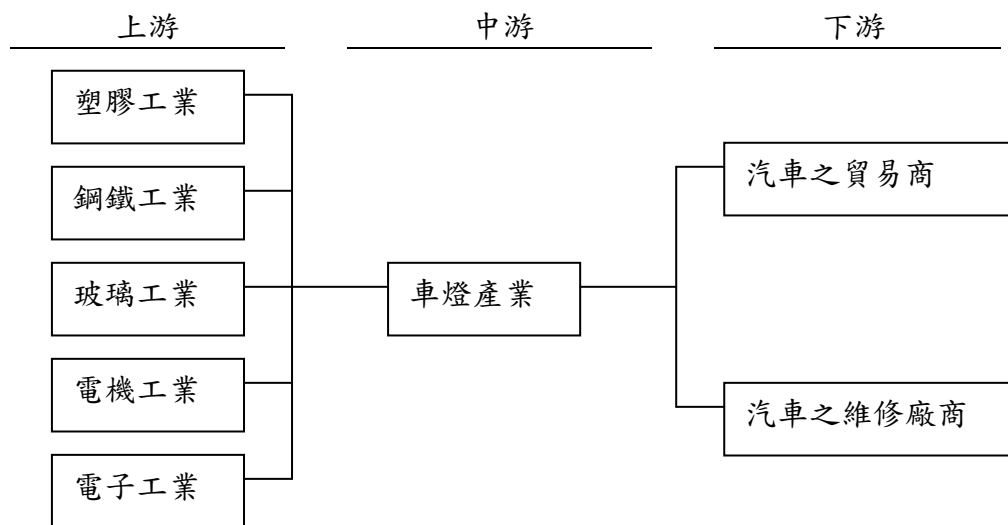 上游
中游
下游
塑膠工業
鋼鐵工業
玻璃工業
電機工業
電子工業
車燈產業
汽車之貿易商
汽車之維修廠商